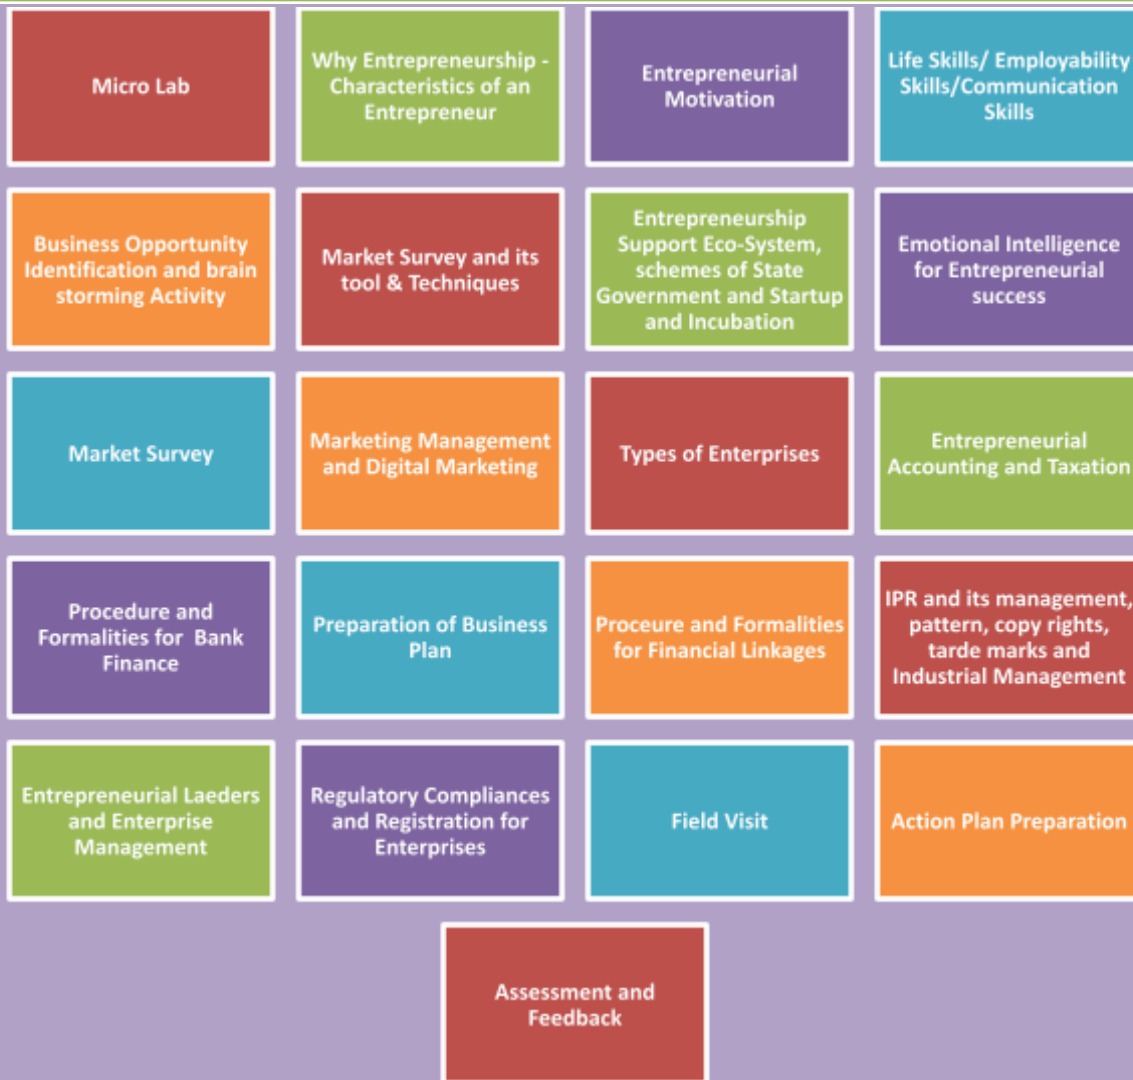 Micro Lab
Why Entrepreneurship -
Characteristics of an
Entrepreneur
Entrepreneurial
Motivation
Life Skills/ Employability
Skills/Communication
Skills
Business Opportunity
Identification and brain
storming Activity
Market Survey and its
tool & Techniques
Entrepreneurship
Support Eco-System,
schemes of State
Government and Startup
and Incubation
Emotional Intelligence
for Entrepreneurial
success
Market Survey
Marketing Management
and Digital Marketing
Types of Enterprises
Entrepreneurial
Accounting and Taxation
Procedure and
Formalities for  Bank
Finance
Preparation of Business
Plan
Proceure and Formalities
for Financial Linkages
IPR and its management,
pattern, copy rights,
tarde marks and
Industrial Management
Entrepreneurial Laeders
and Enterprise
Management
Regulatory Compliances
and Registration for
Enterprises
Field Visit
Action Plan Preparation
Assessment and
Feedback